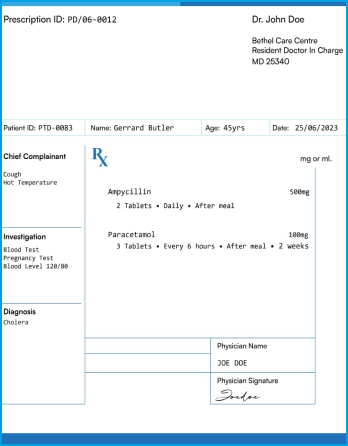 Prescription ID: PD/06-0012
Dr. John Doe
Bethel Care Centre
Resident Doctor In Charge
MD 25340
Patient ID: PTD-0083 Name: Gerrard Butler Age: 45yrs Date: 25/06/2023
Chief Complainant
Cough
Hot Temperature
Rx
mg or ml.
Ampycillin 500mg
2 Tablets • Daily • After meal
Paracetamol 100mg
3 Tablets • Every 6 hours • After meal • 2 weeks
Investigation
Blood Test
Pregnancy Test
Blood Level 120/80
Diagnosis
Cholera
Physician Name
JOE DOE
Physician Signature
Joedoe